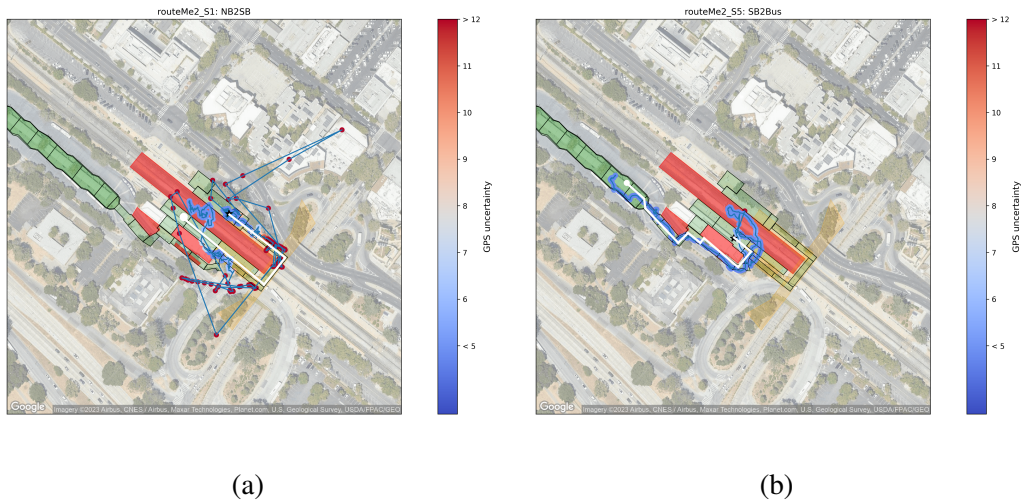 routeMe2_S1: NB2SB
> 12
11
10
9
8
7
6
< 5
GPS uncertainty
Google
Imagery ©2023 Airbus, CNES / Airbus, Maxar Technologies, Planet.com, U.S. Geological Survey, USDA/FPAC/GEO
(a)
routeMe2_S5: SB2Bus
> 12
11
10
9
8
7
6
< 5
GPS uncertainty
Google
Imagery ©2023 Airbus, CNES / Airbus, Maxar Technologies, Planet.com, U.S. Geological Survey, USDA/FPAC/GEO
(b)